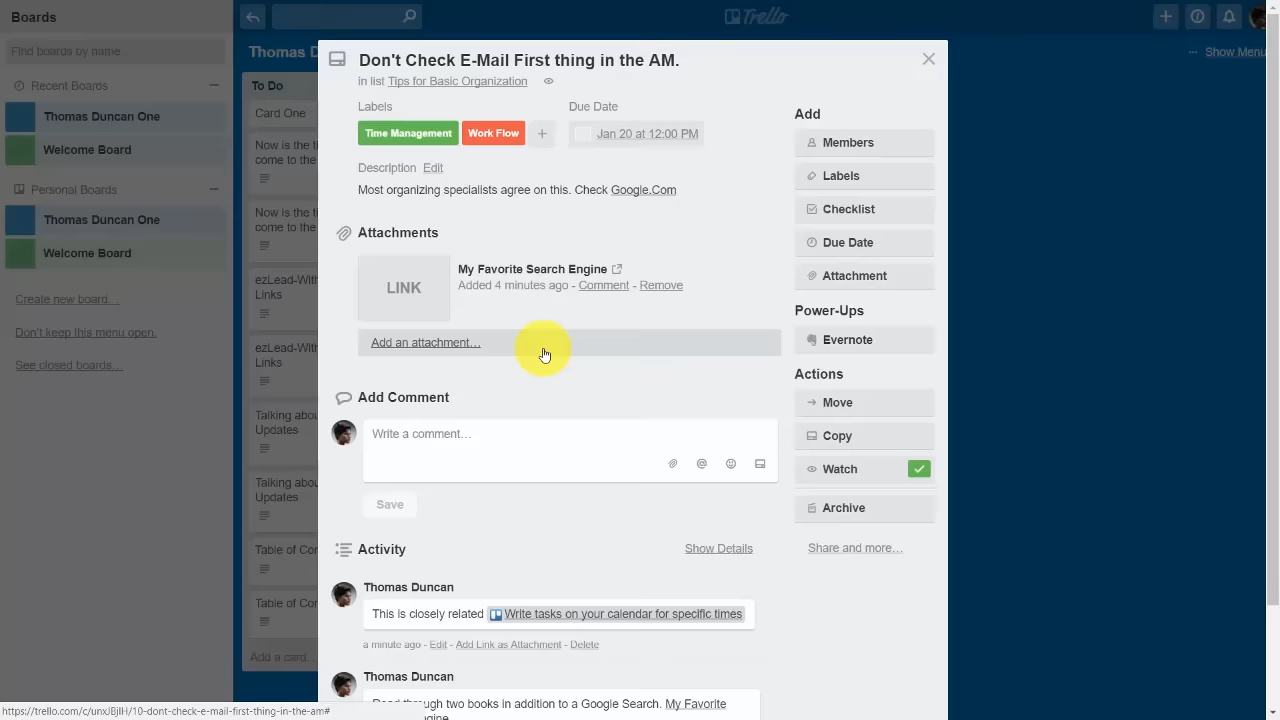 Boards
Trello
Find boards by name...
Thomas D
Show Menu
Recent Boards
Thomas Duncan One
Welcome Board
Personal Boards
Thomas Duncan One
Welcome Board
Create new board...
Don't keep this menu open.
See closed boards...
To Do
Card One
Now is the
come to the
Now is the
come to the
ezLead-With
Links
ezLead-With
Links
Talking abou
Updates
Talking abou
Updates
Table of Con
Table of Con
Add a card...
Don't Check E-Mail First thing in the AM.
in list Tips for Basic Organization
Labels
Due Date
Time Management
Work Flow
+
Jan 20 at 12:00 PM
Description Edit
Most organizing specialists agree on this. Check Google.Com
Attachments
LINK
My Favorite Search Engine
Added 4 minutes ago - Comment - Remove
Add an attachment...
Add Comment
Write a comment...
Save
Activity
Show Details
Thomas Duncan
This is closely related Write tasks on your calendar for specific times
a minute ago - Edit - Add Link as Attachment - Delete
Thomas Duncan
through two books in addition to a Google Search. My Favorite
Add
Members
Labels
Checklist
Due Date
Attachment
Power-Ups
Evernote
Actions
Move
Copy
Watch
Archive
Share and more...
https://trello.com/c/unxJBjlH/10-dont-check-e-mail-first-thing-in-the-am#